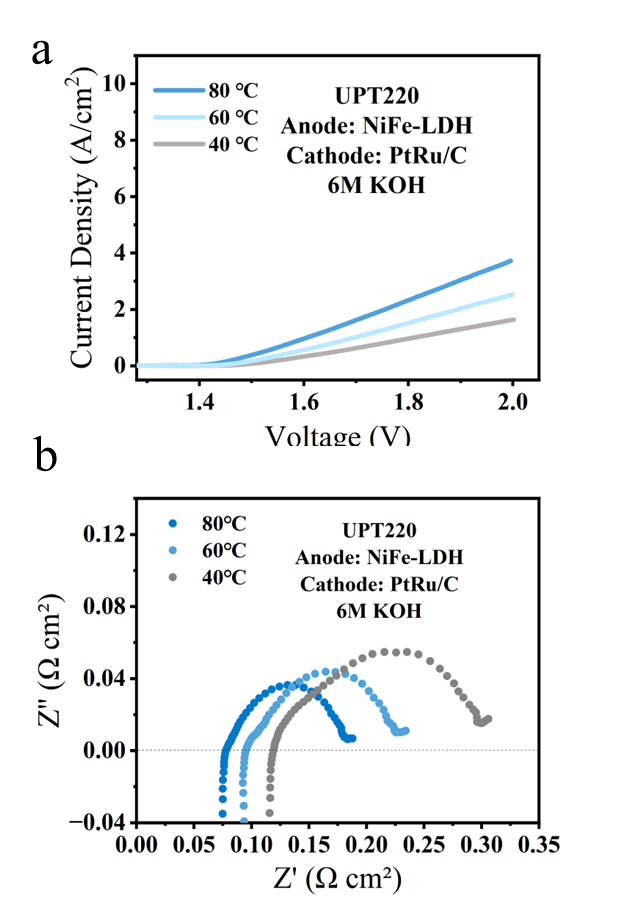 a
Current Density (A/cm²)
10
8
6
4
2
0
80 ℃
60 ℃
40 ℃
UPT220
Anode: NiFe-LDH
Cathode: PtRu/C
6M KOH
1.4 1.6 1.8 2.0
Voltage (V)
b
Z'' (Ω cm²)
0.12
0.08
0.04
0.00
−0.04
80℃
60℃
40℃
UPT220
Anode: NiFe-LDH
Cathode: PtRu/C
6M KOH
0.00 0.05 0.10 0.15 0.20 0.25 0.30 0.35
Z' (Ω cm²)